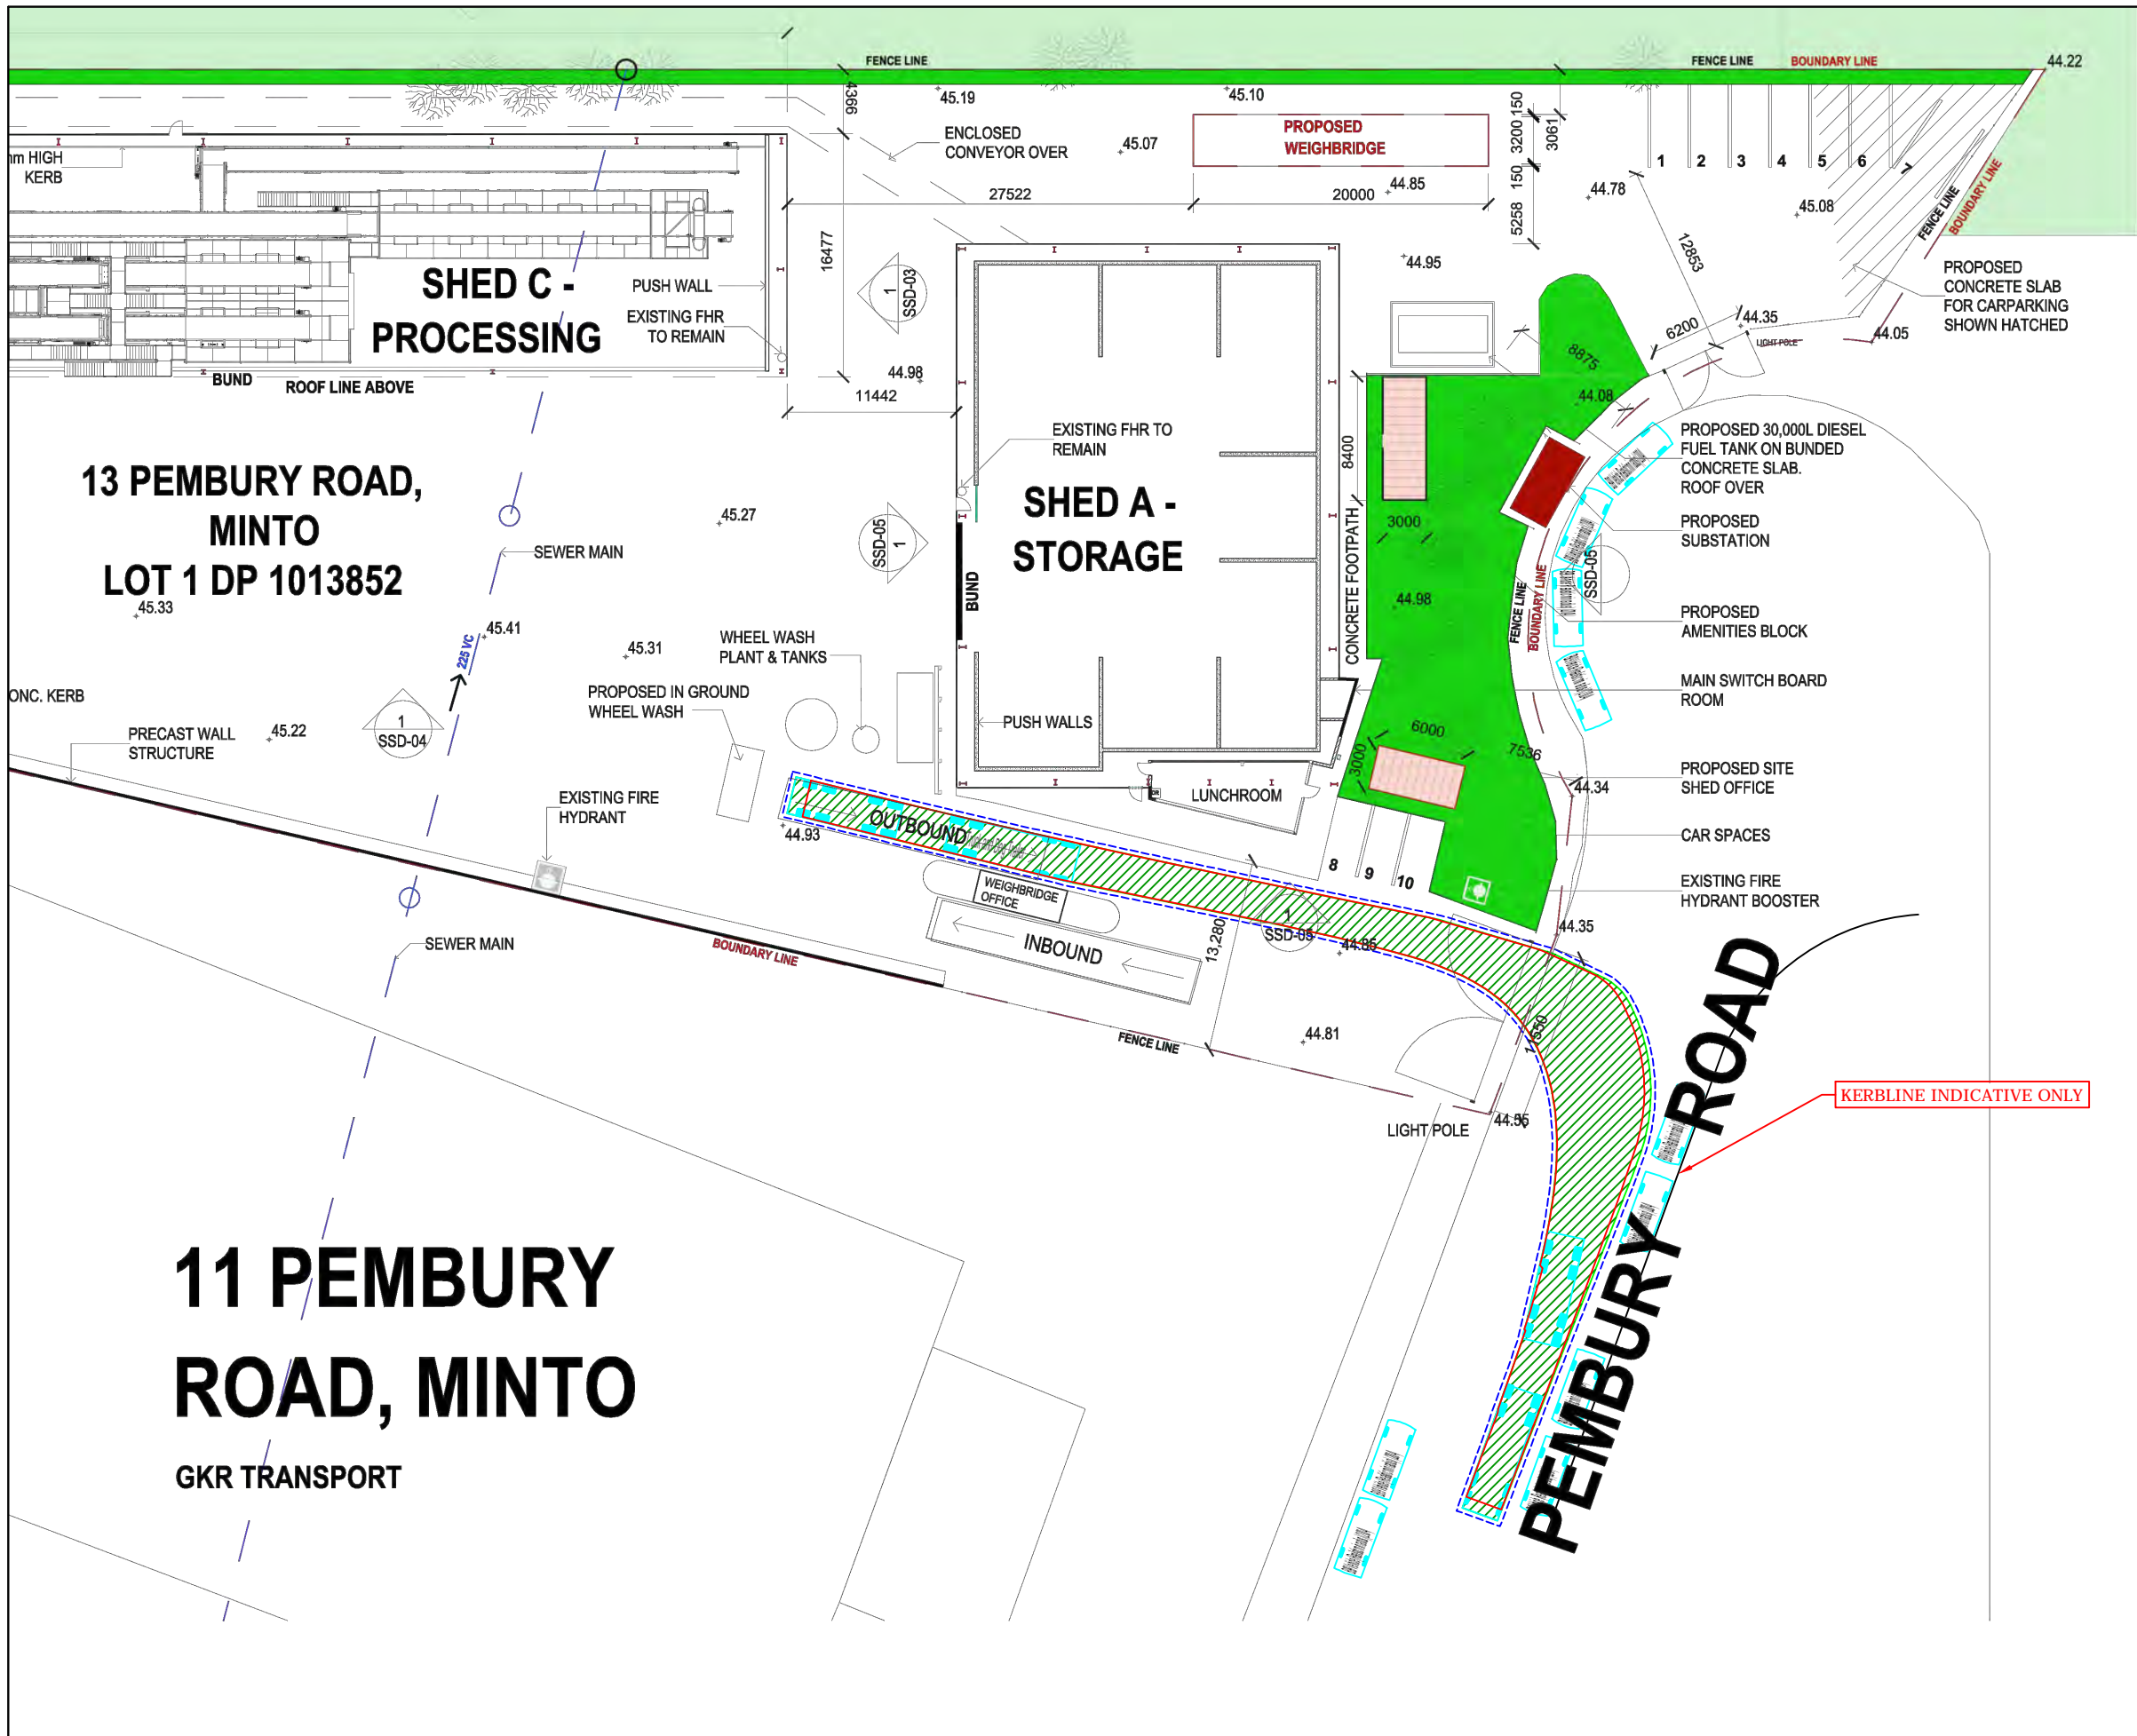 FENCE LINE
FENCE LINE
BOUNDARY LINE
44.22
4366
45.19
45.10
ENCLOSED
CONVEYOR OVER
45.07
PROPOSED
WEIGHBRIDGE
150
3200
3061
150
5258
1
2
3
4
5
6
7
HIGH
KERB
27522
20000
44.85
44.78
45.08
FENCE LINE
BOUNDARY LINE
16477
SHED C -
PROCESSING
PUSH WALL
EXISTING FHR
TO REMAIN
1
SSD-03
44.95
12853
PROPOSED
CONCRETE SLAB
FOR CARPARKING
SHOWN HATCHED
6200
44.35
LIGHT POLE
44.05
8875
44.08
BUND
ROOF LINE ABOVE
44.98
11442
13 PEMBURY ROAD,
MINTO
LOT 1 DP 1013852
45.33
45.27
SEWER MAIN
225 VC
45.41
45.31
EXISTING FHR TO
REMAIN
SHED A -
STORAGE
SSD-05
1
BUND
8400
3000
CONCRETE FOOTPATH
44.98
FENCE LINE
BOUNDARY LINE
SSD-05
PROPOSED 30,000L DIESEL
FUEL TANK ON BUNDED
CONCRETE SLAB.
ROOF OVER
PROPOSED
SUBSTATION
PROPOSED
AMENITIES BLOCK
MAIN SWITCH BOARD
ROOM
PROPOSED SITE
SHED OFFICE
CAR SPACES
EXISTING FIRE
HYDRANT BOOSTER
WHEEL WASH
PLANT & TANKS
PROPOSED IN GROUND
WHEEL WASH
ONC. KERB
PRECAST WALL
STRUCTURE
45.22
1
SSD-04
PUSH WALLS
6000
3000
7536
44.34
LUNCHROOM
EXISTING FIRE
HYDRANT
44.93
OUTBOUND
8
9
10
WEIGHBRIDGE
OFFICE
INBOUND
13,280
1
SSD-05
44.85
44.35
SEWER MAIN
BOUNDARY LINE
FENCE LINE
44.81
LIGHT POLE
44.55
PEMBURY ROAD
KERBLINE INDICATIVE ONLY
11 PEMBURY
ROAD, MINTO
GKR TRANSPORT